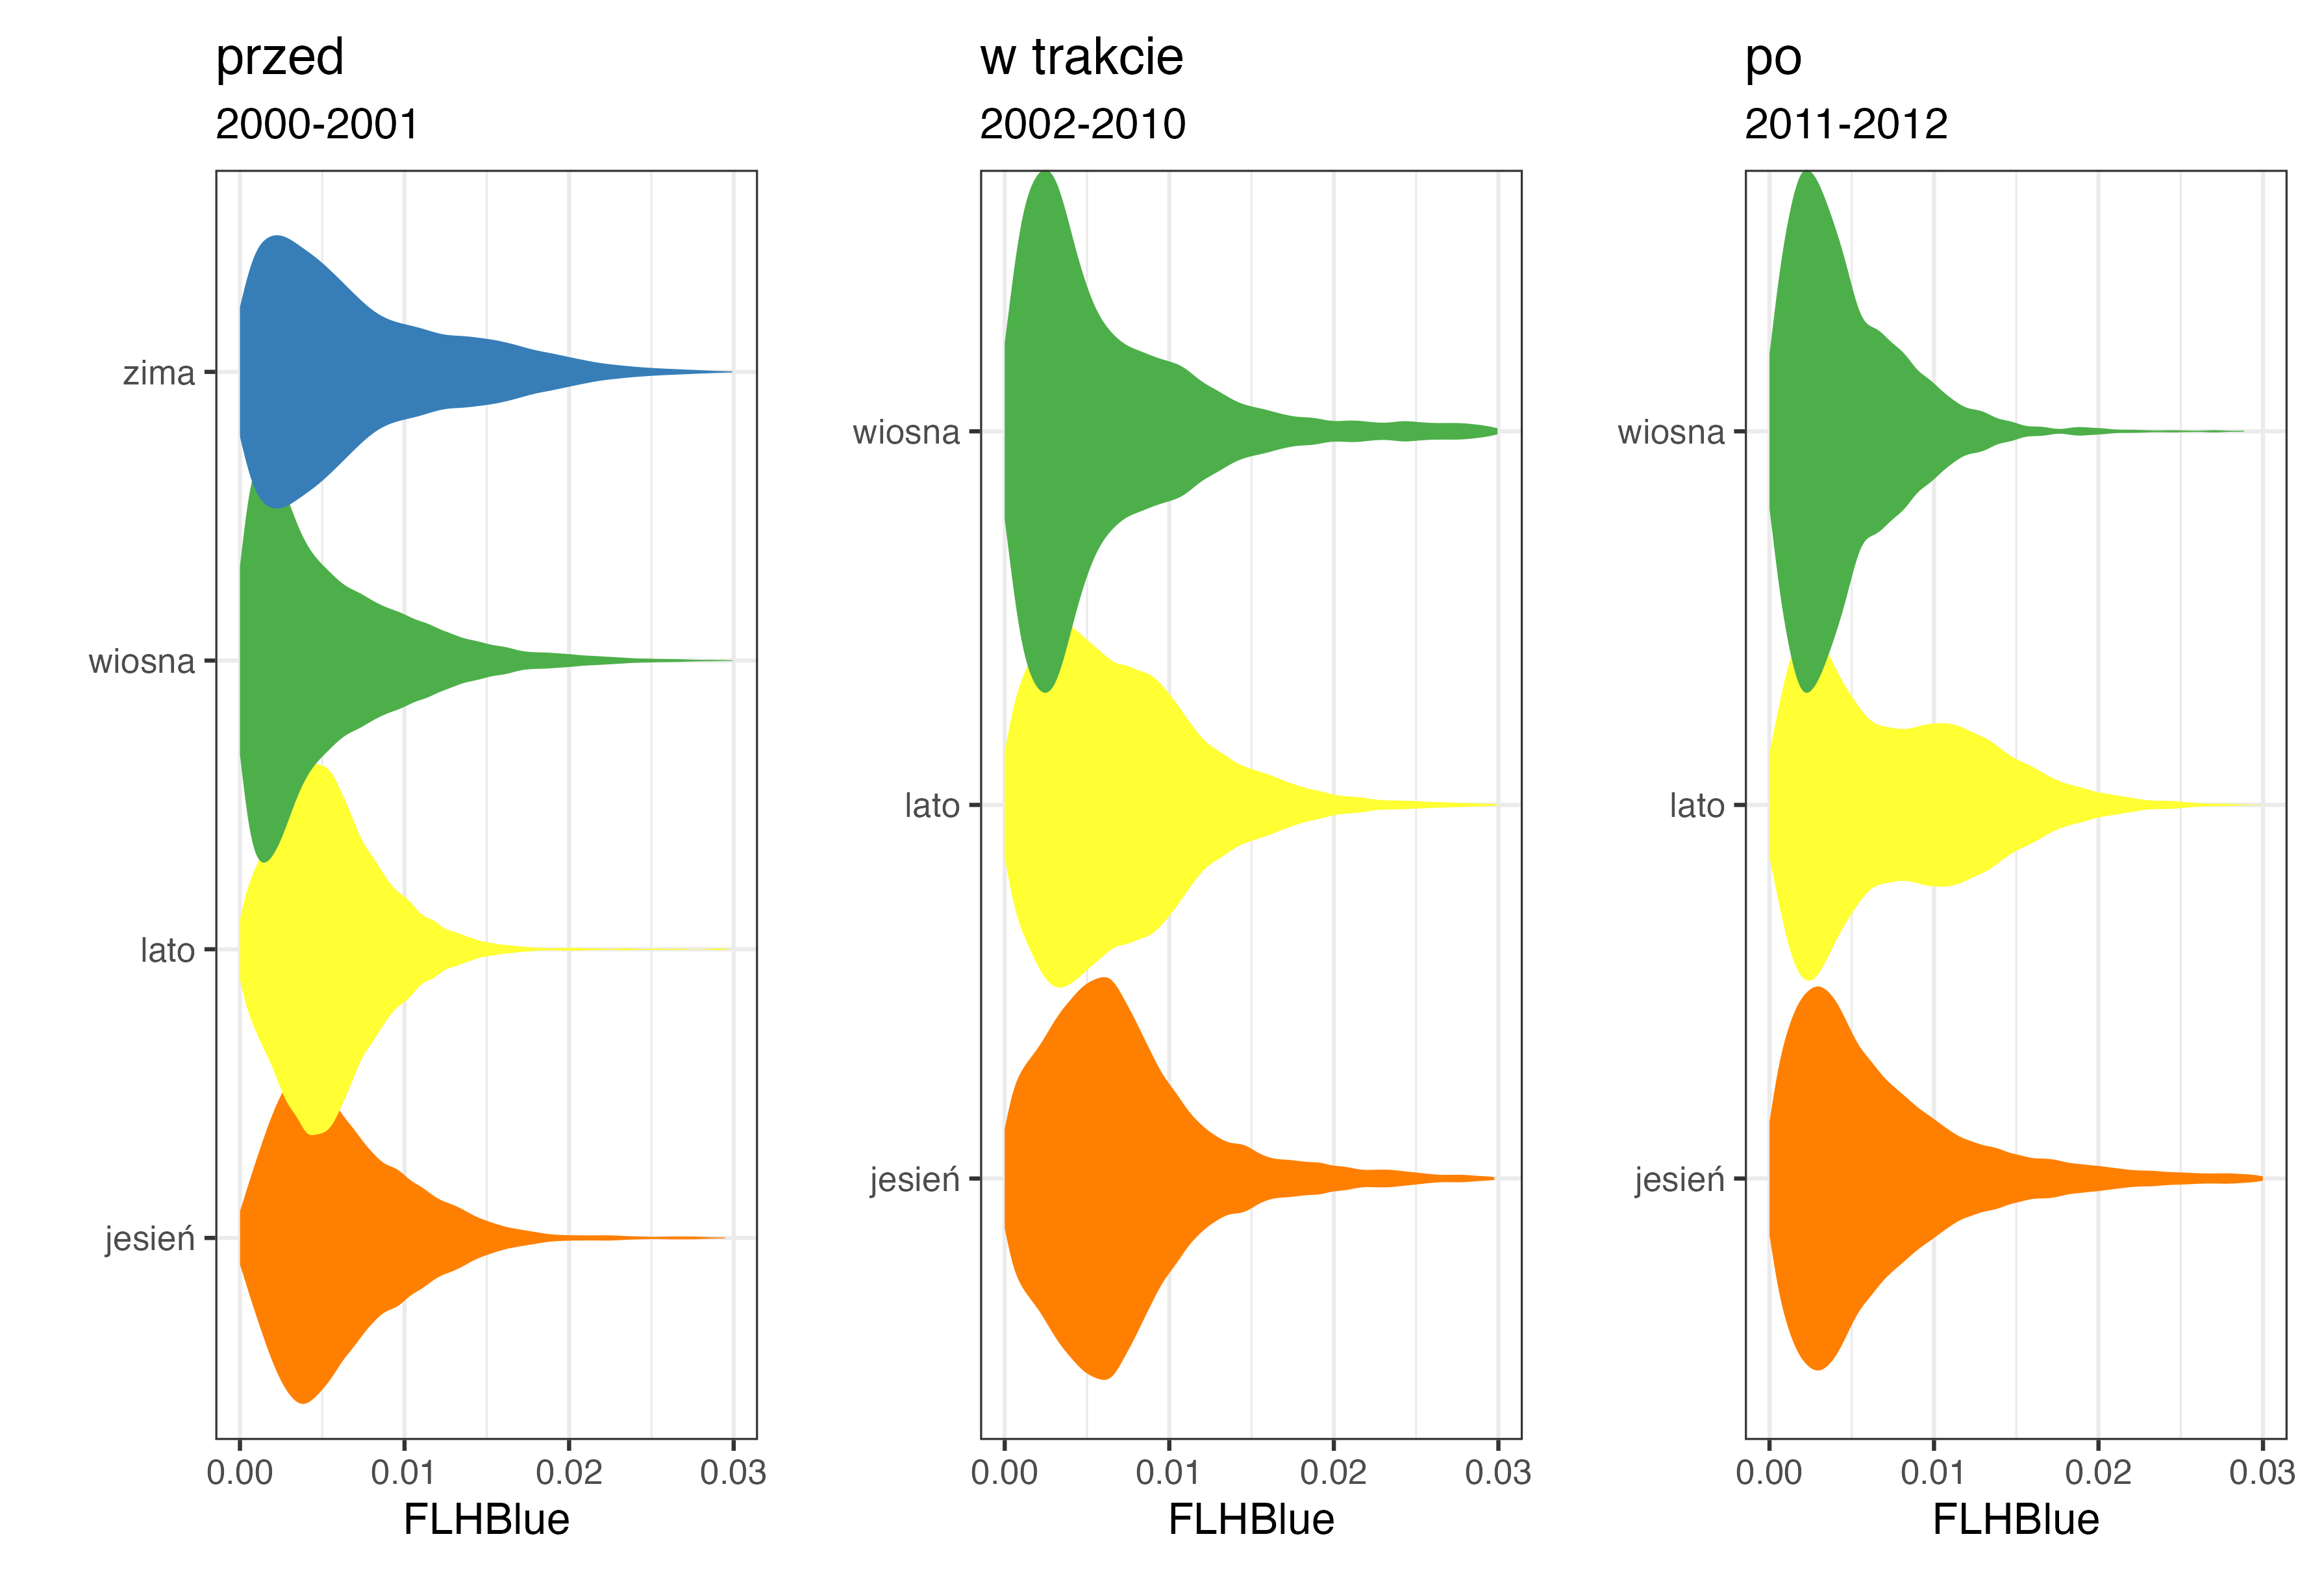 przed
2000-2001
zima
wiosna
lato
jesień
0.00 0.01 0.02 0.03
FLHBlue
w trakcie
2002-2010
wiosna
lato
jesień
0.00 0.01 0.02 0.03
FLHBlue
po
2011-2012
wiosna
lato
jesień
0.00 0.01 0.02 0.03
FLHBlue